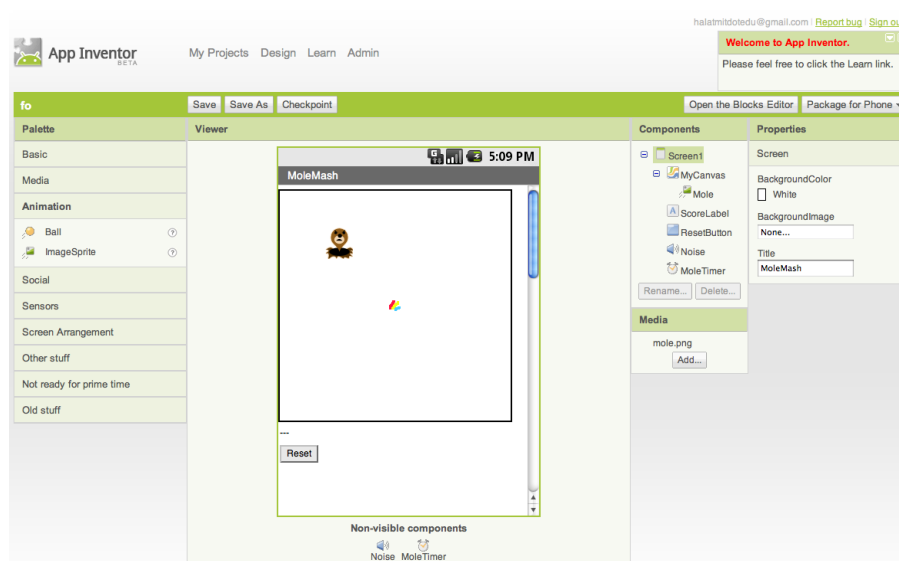 halatmitdotedu@gmail.com | Report bug | Sign ou
App Inventor
BETA
My Projects Design Learn Admin
Welcome to App Inventor.
Please feel free to click the Learn link.
fo
Save Save As Checkpoint
Open the Blocks Editor Package for Phone
Palette
Basic
Media
Animation
Ball ?
ImageSprite ?
Social
Sensors
Screen Arrangement
Other stuff
Not ready for prime time
Old stuff
Viewer
5:09 PM
MoleMash
---
Reset
Non-visible components
Noise MoleTimer
Components
Screen1
MyCanvas
Mole
A ScoreLabel
ResetButton
Noise
MoleTimer
Rename... Delete...
Media
mole.png
Add...
Properties
Screen
BackgroundColor
White
BackgroundImage
None...
Title
MoleMash